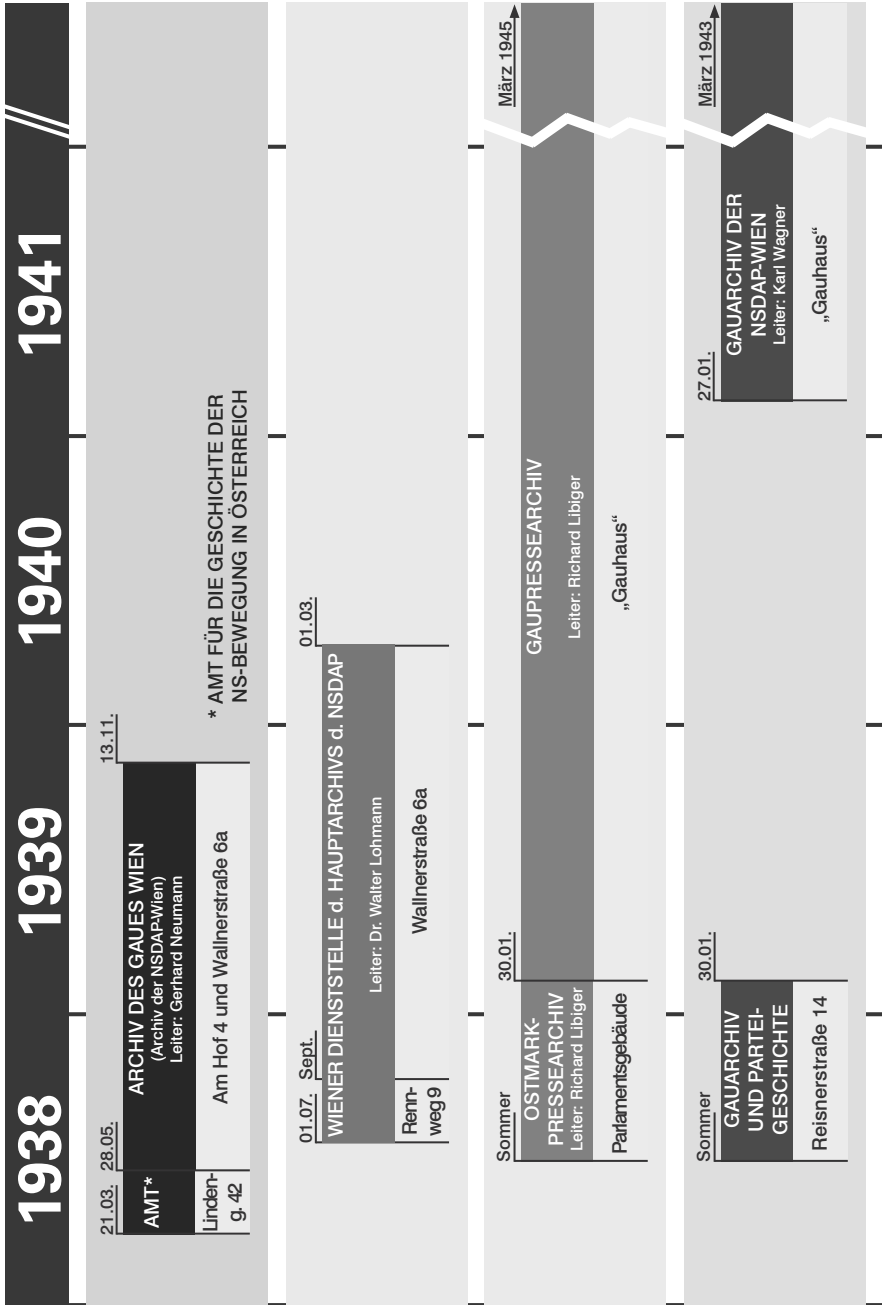 1938
1939
1940
1941
21.03.
28.05.
13.11.
AMT*
ARCHIV DES GAUES WIEN
(Archiv der NSDAP-Wien)
Leiter: Gerhard Neumann
Linden-
g. 42
Am Hof 4 und Wallnerstraße 6a
* AMT FÜR DIE GESCHICHTE DER
NS-BEWEGUNG IN ÖSTERREICH
01.07.
Sept.
01.03.
WIENER DIENSTSTELLE d. HAUPTARCHIVS d. NSDAP
Leiter: Dr. Walter Lohmann
Renn-
weg 9
Wallnerstraße 6a
Sommer
30.01.
März 1945
OSTMARK-
PRESSEARCHIV
Leiter: Richard Libiger
GAUPRESSEARCHIV
Leiter: Richard Libiger
Parlamentsgebäude
„Gauhaus“
Sommer
30.01.
27.01.
März 1943
GAUARCHIV
UND PARTEI-
GESCHICHTE
GAUARCHIV DER
NSDAP-WIEN
Leiter: Karl Wagner
Reisnerstraße 14
„Gauhaus“